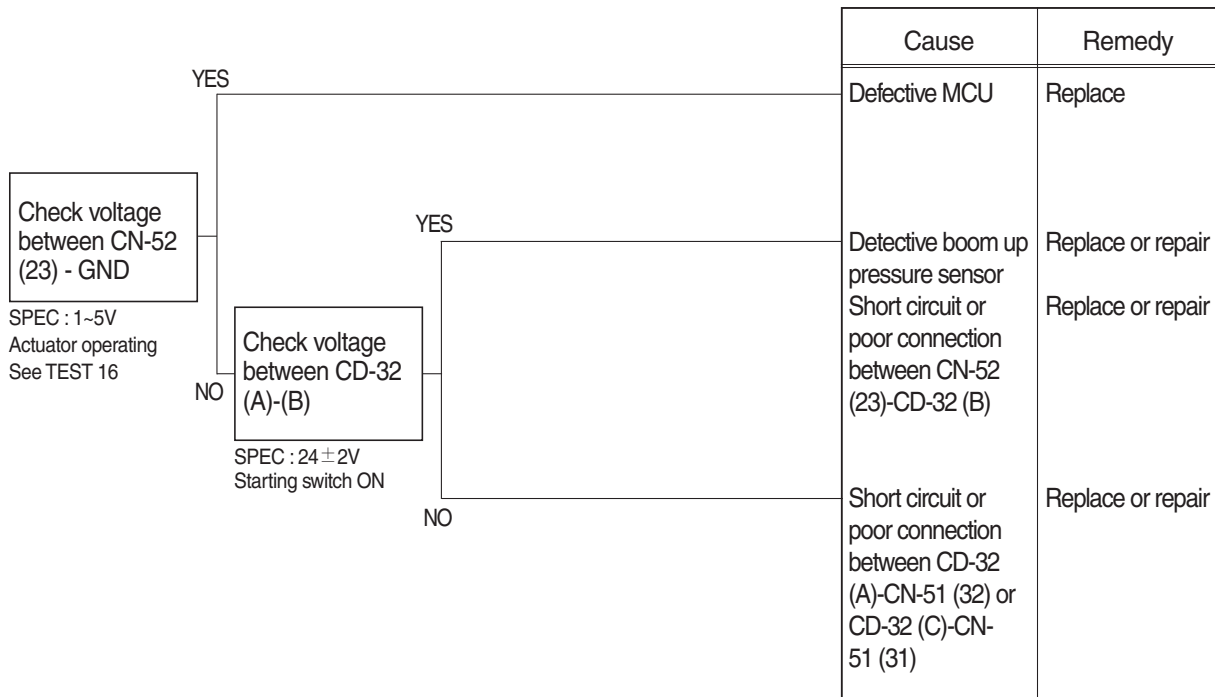 Cause
Remedy
YES
Defective MCU
Replace
Check voltage
between CN-52
(23) - GND
SPEC : 1~5V
Actuator operating
See TEST 16
NO
YES
Detective boom up
pressure sensor
Replace or repair
Short circuit or
poor connection
between CN-52
(23)-CD-32 (B)
Replace or repair
Check voltage
between CD-32
(A)-(B)
SPEC : 24±2V
Starting switch ON
NO
Short circuit or
poor connection
between CD-32
(A)-CN-51 (32) or
CD-32 (C)-CN-
51 (31)
Replace or repair